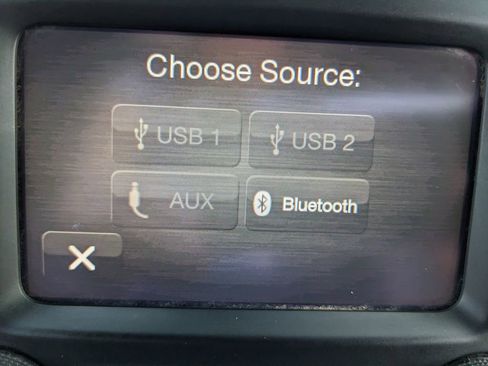 Choose Source:
USB 1
USB 2
AUX
Bluetooth